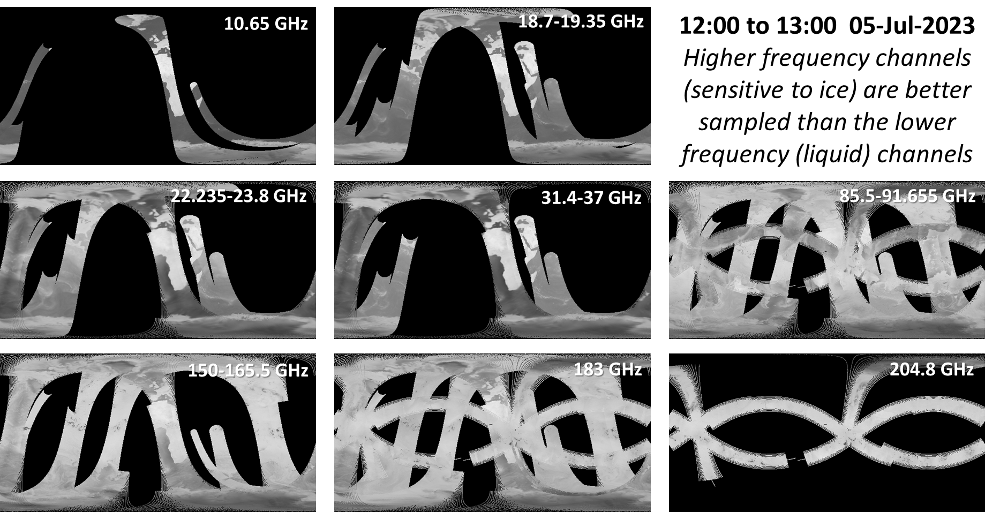 10.65 GHz
18.7-19.35 GHz
12:00 to 13:00  05-Jul-2023
Higher frequency channels
(sensitive to ice) are better
sampled than the lower
frequency (liquid) channels
22.235-23.8 GHz
31.4-37 GHz
85.5-91.655 GHz
150-165.5 GHz
183 GHz
204.8 GHz